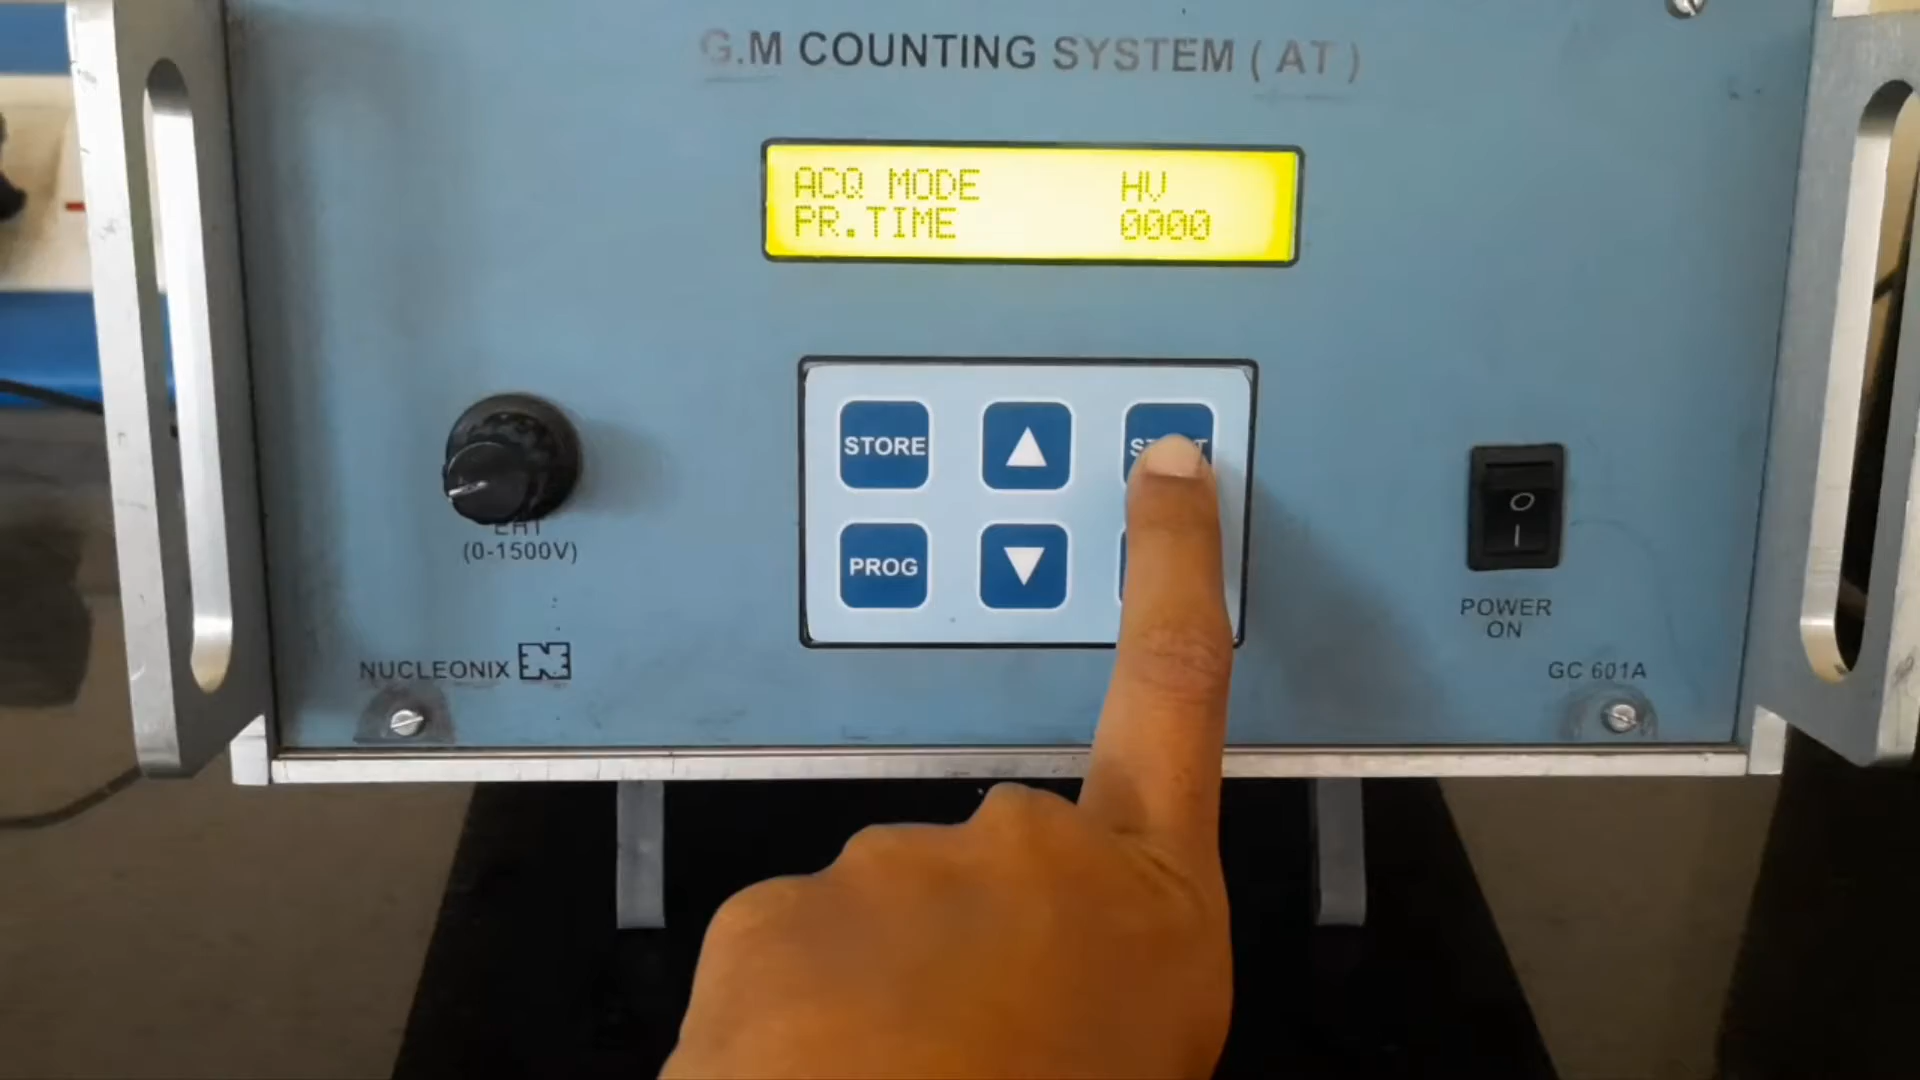 G.M COUNTING SYSTEM ( AT )
ACQ MODE HV
PR.TIME 0000
STORE
PROG
EHT
(0-1500V)
NUCLEONIX
POWER
ON
GC 601A